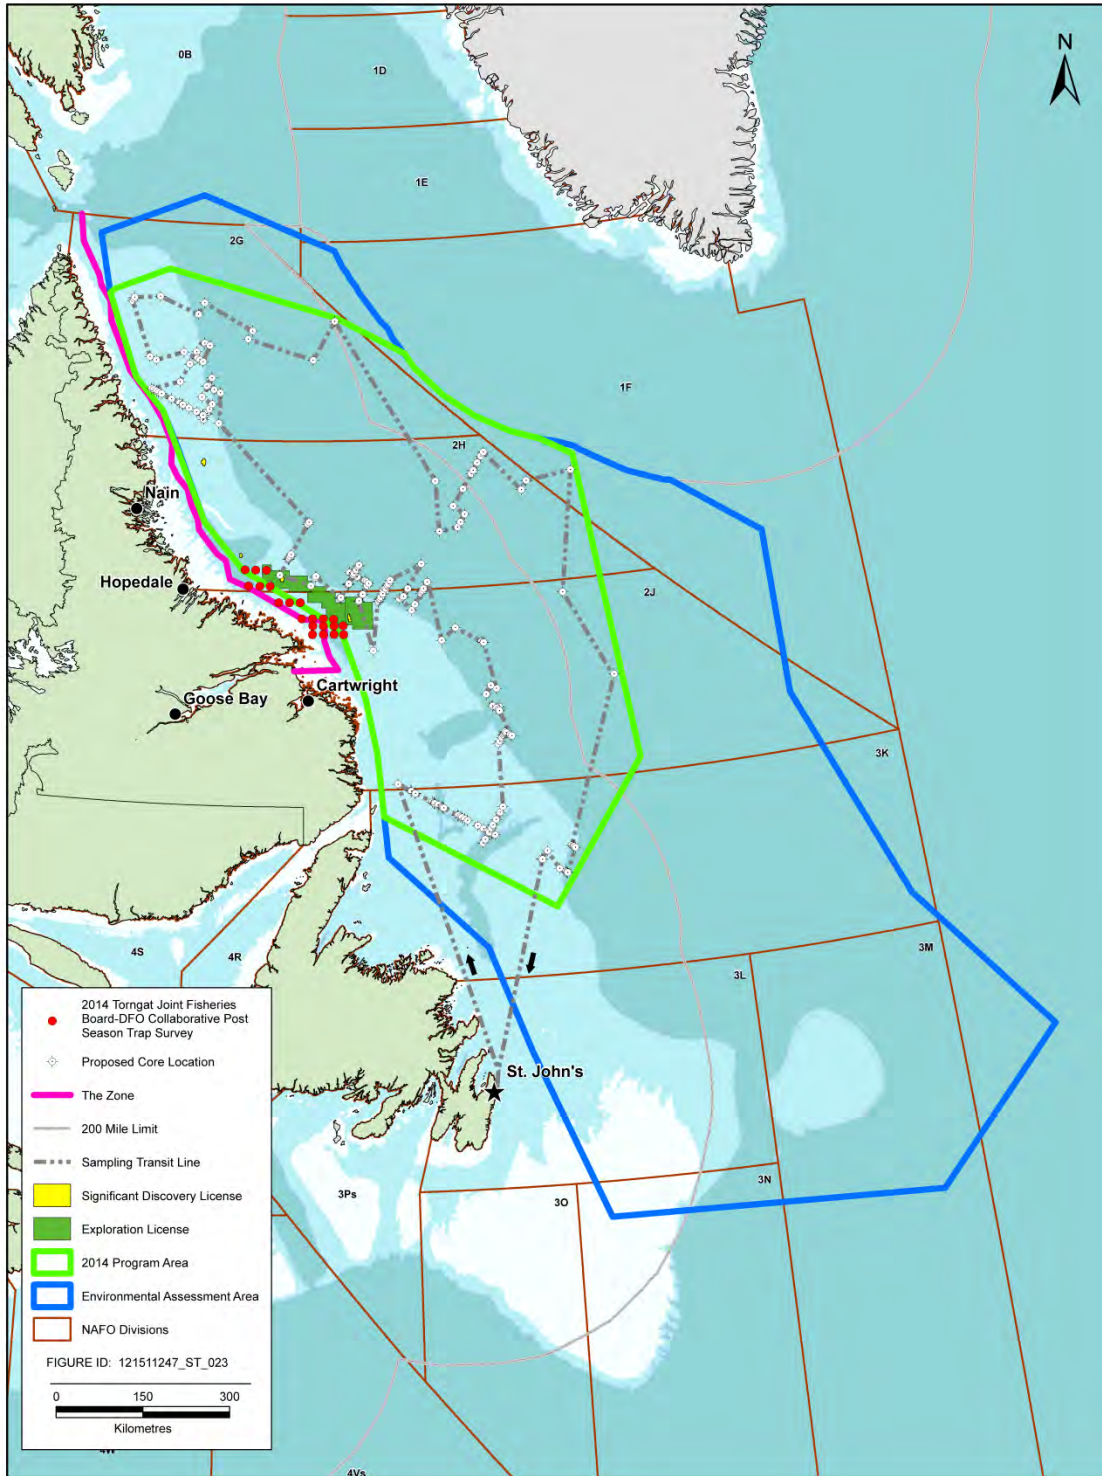 N
0B
1D
1E
2G
1F
2H
Nain
Hopedale
2J
Cartwright
Goose Bay
3K
4S
4R
3M
3L
St. John's
3Ps
3O
3N
2014 Torngat Joint Fisheries
Board-DFO Collaborative Post
Season Trap Survey
Proposed Core Location
The Zone
200 Mile Limit
Sampling Transit Line
Significant Discovery License
Exploration License
2014 Program Area
Environmental Assessment Area
NAFO Divisions
FIGURE ID: 121511247_ST_023
0 150 300
Kilometres
4W
4Vs